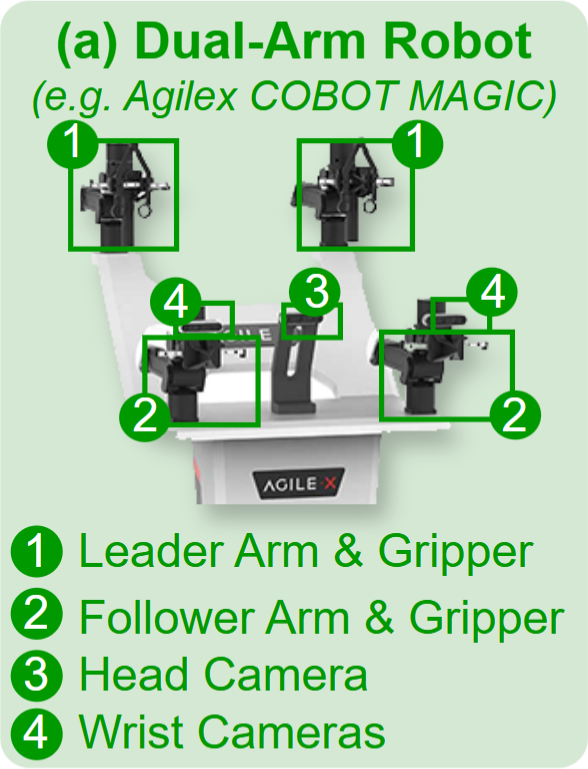 (a) Dual-Arm Robot
(e.g. Agilex COBOT MAGIC)
1 1
4 3 4
ILE
2 2
AGILE X
1 Leader Arm & Gripper
2 Follower Arm & Gripper
3 Head Camera
4 Wrist Cameras